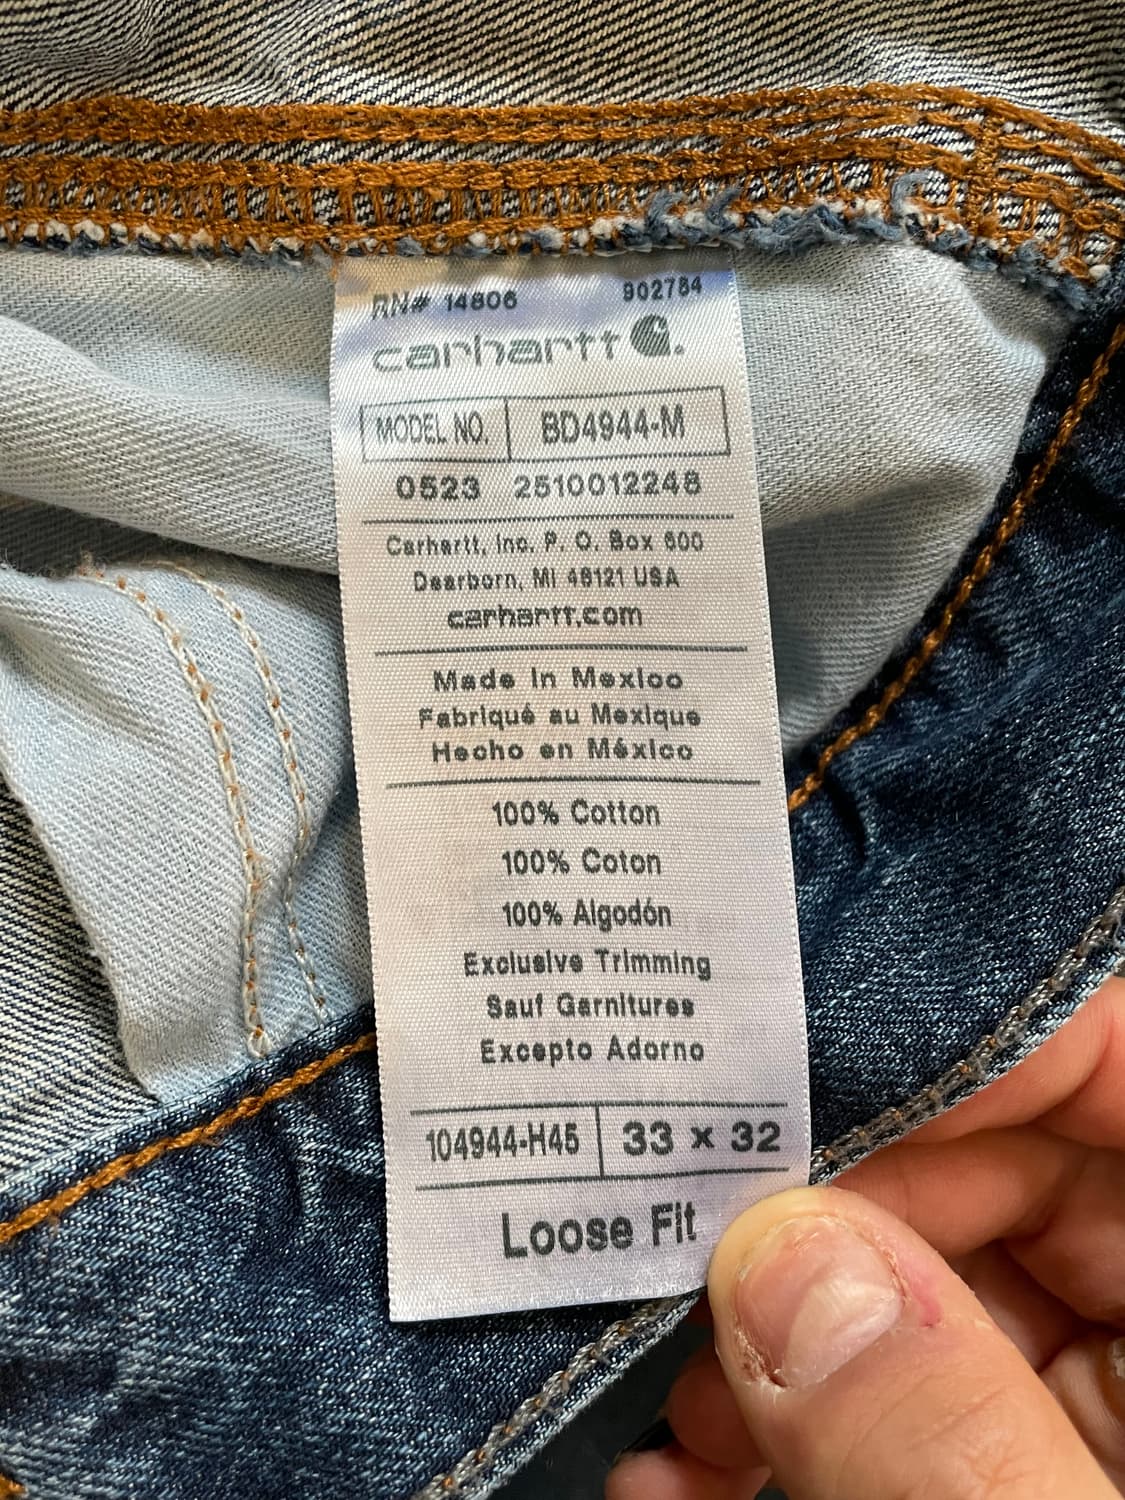 RN# 14806 902784
carhartt
MODEL NO. BD4944-M
0523 2510012248
Carhartt, Inc. P. O. Box 600
Dearborn, MI 48121 USA
carhartt.com
Made In Mexico
Fabriqué au Mexique
Hecho en México
100% Cotton
100% Coton
100% Algodón
Exclusive Trimming
Sauf Garnitures
Excepto Adorno
104944-H45 33 x 32
Loose Fit